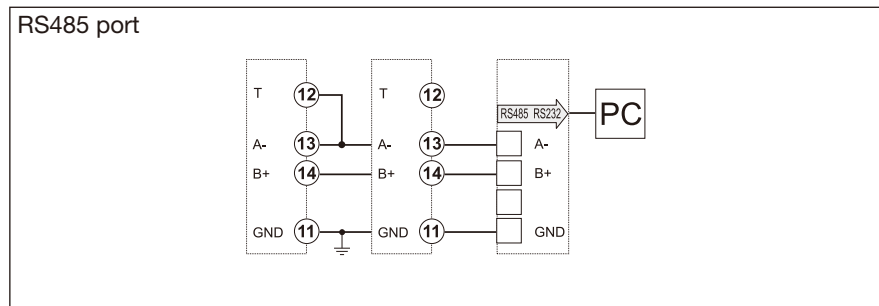 RS485 port
T 12 T 12
RS485 RS232 PC
A- 13 A- 13 A-
B+ 14 B+ 14 B+
GND 11 GND 11 GND